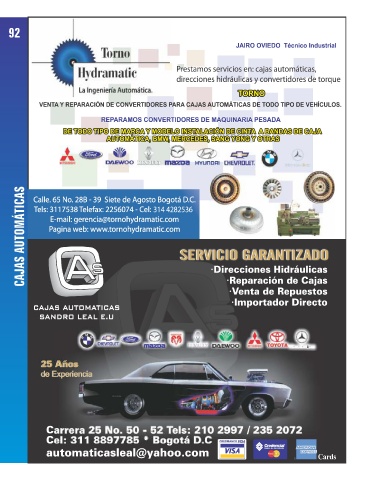 92
CAJAS AUTOMÁTICAS
Torno
Hydramatic
La Ingeniería Automática.
JAIRO OVIEDO Técnico Industrial
Prestamos servicios en: cajas automáticas,
direcciones hidráulicas y convertidores de torque
TORNO
VENTA Y REPARACIÓN DE CONVERTIDORES PARA CAJAS AUTOMÁTICAS DE TODO TIPO DE VEHÍCULOS.
REPARAMOS CONVERTIDORES DE MAQUINARIA PESADA
DE TODO TIPO DE MARCA Y MODELO INSTALACIÓN DE CINTA A BANDAS DE CAJA
AUTOMÁTICA, BMW, MERCEDES, SANG YONG Y OTRAS
Ford DAEWOO mazda HYUNDAI CHEVROLET
Calle. 65 No. 28B - 39 Siete de Agosto Bogotá D.C.
Tels: 3117538 Telefax: 2256074 - Cel: 314 4282536
E-mail: gerencia@tornohydramatic.com
Pagina web: www.tornohydramatic.com
CAs
CAJAS AUTOMATICAS
SANDRO LEAL E.U
SERVICIO GARANTIZADO
·Direcciones Hidráulicas
·Reparación de Cajas
·Venta de Repuestos
·Importador Directo
CHEVROLET Ford mazda DAEWOO TOYOTA
25 Años
de Experiencia
Carrera 25 No. 50 - 52 Tels: 210 2997 / 235 2072
Cel: 311 8897785 * Bogotá D.C
automaticasleal@yahoo.com
VISA Credencial Cards